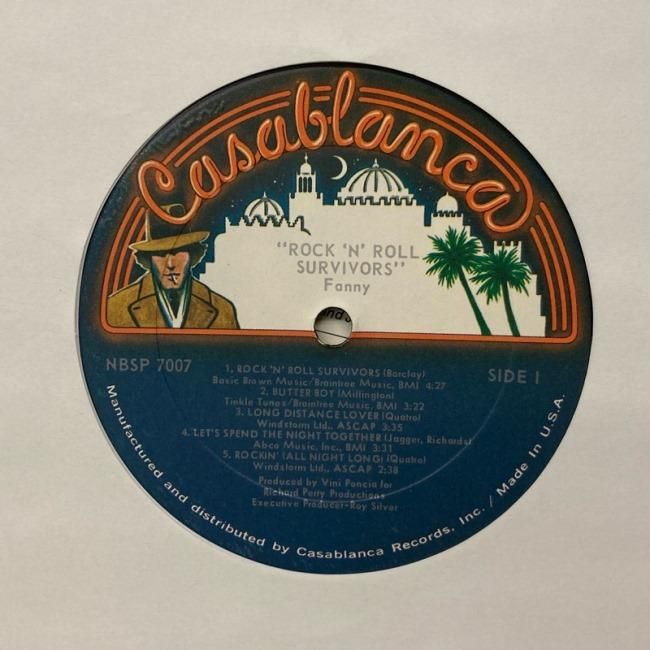 Casablanca
"ROCK 'N' ROLL
SURVIVORS"
Fanny
and
NBSP 7007
SIDE 1
1. ROCK 'N' ROLL SURVIVORS (Barclay)
Basic Brown Music/Braintree Music, BMI 4:27
2. BUTTER BOY (Millington)
Tinkle Tunes/Braintree Music, BMI 3:22
3. LONG DISTANCE LOVER (Quatro)
Windstorm Ltd., ASCAP 3:35
4. LET'S SPEND THE NIGHT TOGETHER (Jagger, Richards)
Abco Music, Inc., BMI 3:31
5. ROCKIN' (ALL NIGHT LONG) (Quatro)
Windstorm Ltd., ASCAP 2:38
Produced by Vini Poncia for
Richard Perry Productions
Executive Producer-Roy Silver
Manufactured and distributed by Casablanca Records, Inc. / Made In U.S.A.